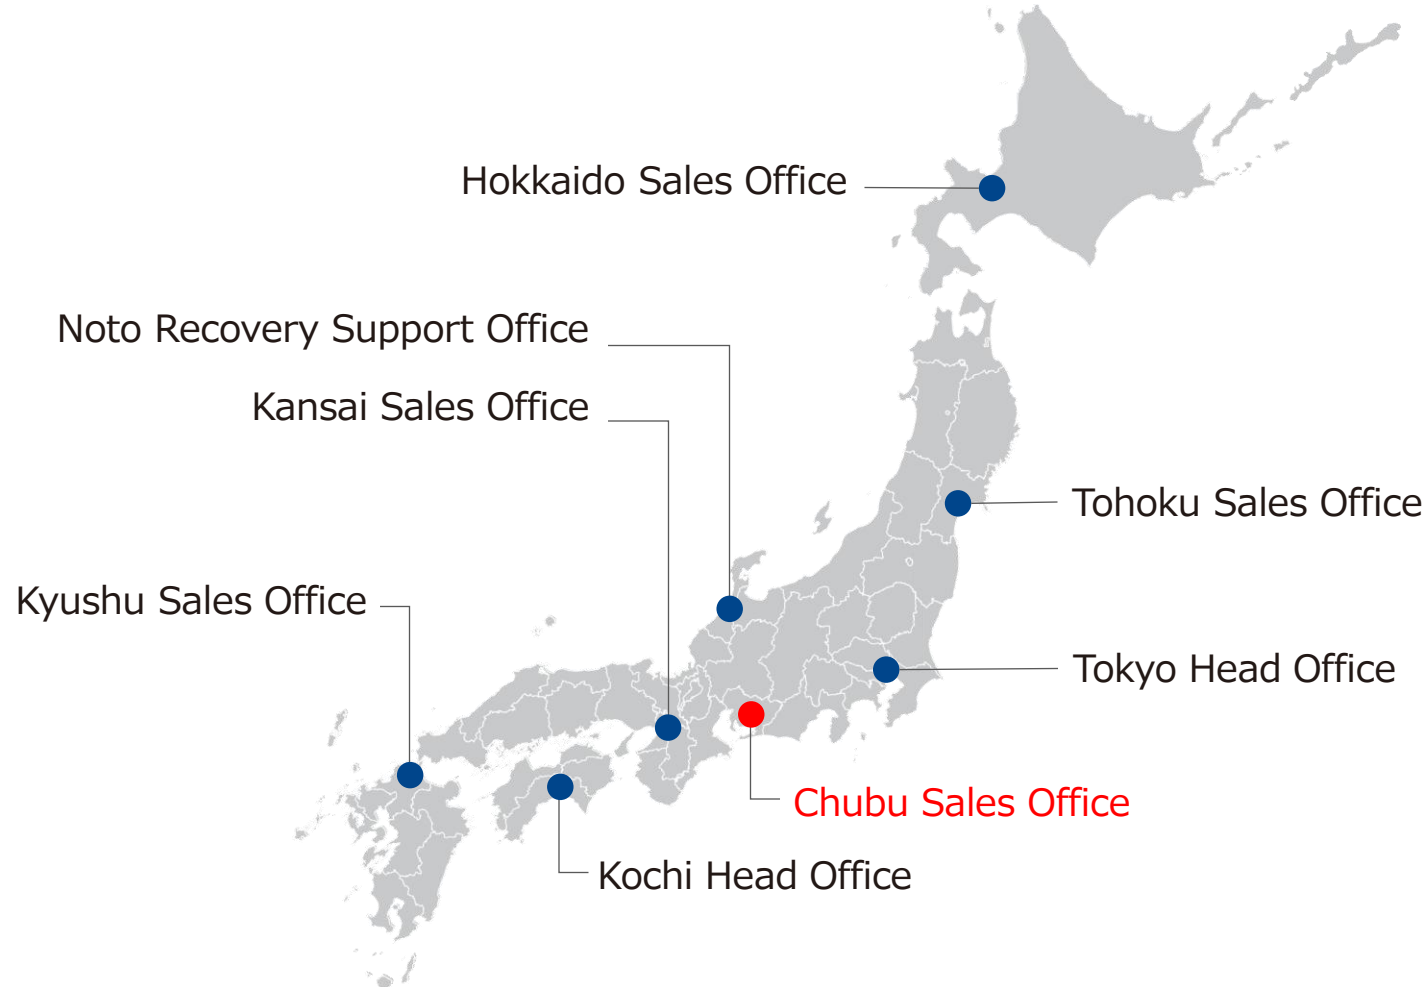 Hokkaido Sales Office
Noto Recovery Support Office
Kansai Sales Office
Tohoku Sales Office
Kyushu Sales Office
Tokyo Head Office
Chubu Sales Office
Kochi Head Office